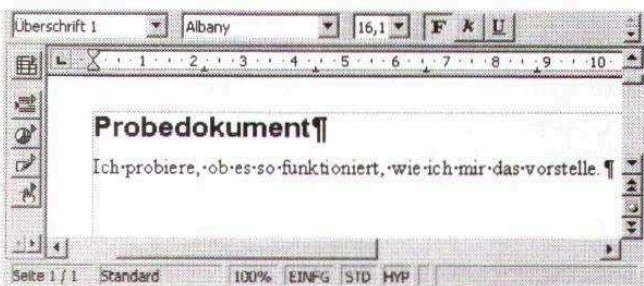 Überschrift 1 Albany 16,1 F K U
1 2 3 4 5 6 7 8 9 10
Probedokument¶
Ich·probiere,·ob·es·so·funktioniert,·wie·ich·mir·das·vorstelle.¶
Seite 1 / 1 Standard 100% EINFG STD HYP